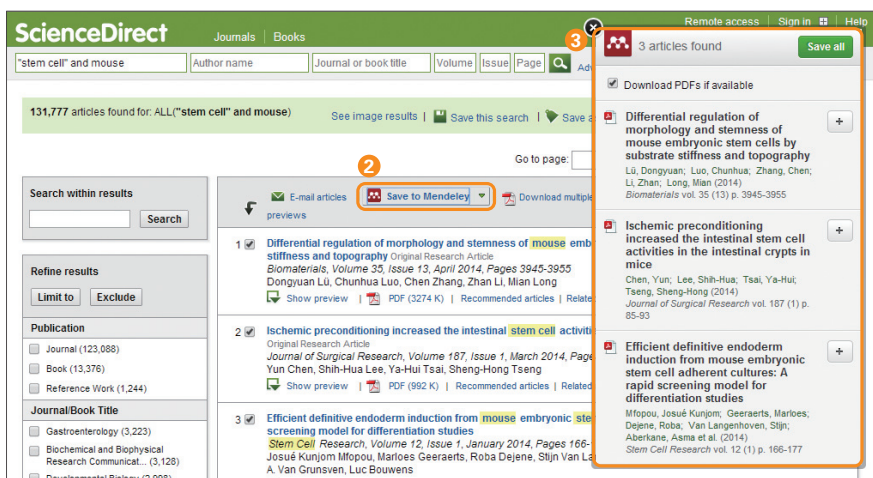 Remote access | Sign in | Help
ScienceDirect
Journals | Books
"stem cell" and mouse
Author name
Journal or book title
Volume
Issue
Page
Adv
131,777 articles found for: ALL("stem cell" and mouse)
See image results | Save this search | Save a
Go to page:
2
Search within results
Search
Refine results
Limit to
Exclude
Publication
Journal (123,088)
Book (13,376)
Reference Work (1,244)
Journal/Book Title
Gastroenterology (3,223)
Biochemical and Biophysical
Research Communicat... (3,128)
E-mail articles
Save to Mendeley
Download multiple
previews
1 Differential regulation of morphology and stemness of mouse emb
stiffness and topography Original Research Article
Biomaterials, Volume 35, Issue 13, April 2014, Pages 3945-3955
Dongyuan Lü, Chunhua Luo, Chen Zhang, Zhan Li, Mian Long
Show preview | PDF (3274 K) | Recommended articles | Relate
2 Ischemic preconditioning increased the intestinal stem cell activiti
Original Research Article
Journal of Surgical Research, Volume 187, Issue 1, March 2014, Page
Yun Chen, Shih-Hua Lee, Ya-Hui Tsai, Sheng-Hong Tseng
Show preview | PDF (992 K) | Recommended articles | Related
3 Efficient definitive endoderm induction from mouse embryonic ste
screening model for differentiation studies
Stem Cell Research, Volume 12, Issue 1, January 2014, Pages 166-
Josué Kunjom Mfopou, Marloes Geeraerts, Roba Dejene, Stijn Van La
A. Van Grunsven, Luc Bouwens
3
3 articles found
Save all
Download PDFs if available
Differential regulation of
morphology and stemness of
mouse embryonic stem cells by
substrate stiffness and topography
Lü, Dongyuan; Luo, Chunhua; Zhang, Chen;
Li, Zhan; Long, Mian (2014)
Biomaterials vol. 35 (13) p. 3945-3955
Ischemic preconditioning
increased the intestinal stem cell
activities in the intestinal crypts in
mice
Chen, Yun; Lee, Shih-Hua; Tsai, Ya-Hui;
Tseng, Sheng-Hong (2014)
Journal of Surgical Research vol. 187 (1) p.
85-93
Efficient definitive endoderm
induction from mouse embryonic
stem cell adherent cultures: A
rapid screening model for
differentiation studies
Mfopou, Josué Kunjom; Geeraerts, Marloes;
Dejene, Roba; Van Langenhoven, Stijn;
Aberkane, Asma et al. (2014)
Stem Cell Research vol. 12 (1) p. 166-177